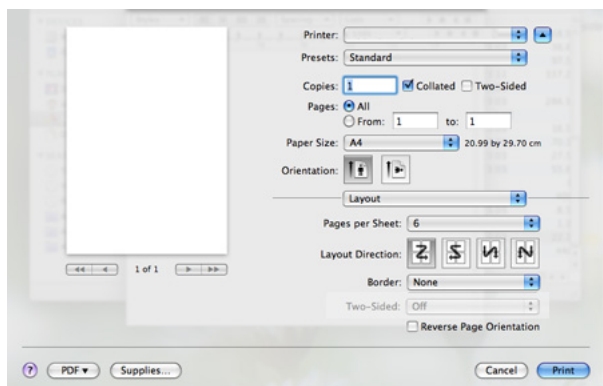 Printer:
Presets: Standard
Copies: 1 Collated Two-Sided
Pages: All
From: 1 to: 1
Paper Size: A4 20.99 by 29.70 cm
Orientation:
Layout
Pages per Sheet: 6
Layout Direction:
Border: None
Two-Sided: Off
Reverse Page Orientation
1 of 1
? PDF Supplies... Cancel Print